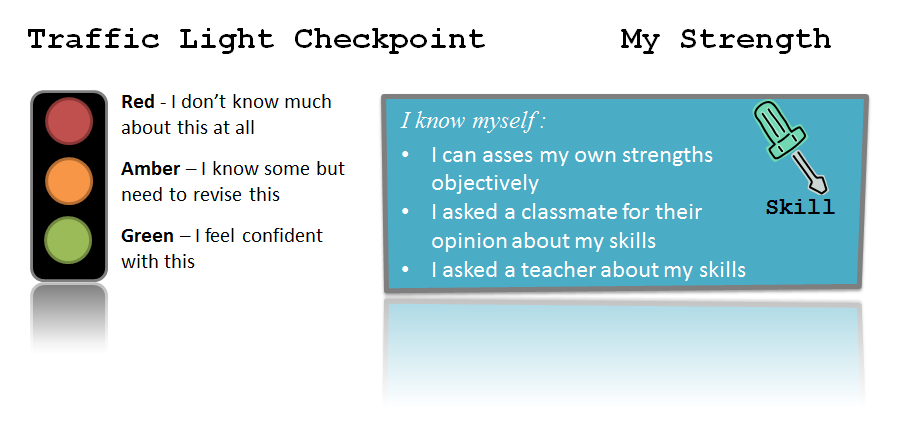 Traffic Light Checkpoint
My Strength
Red - I don’t know much
about this at all
Amber – I know some but
need to revise this
Green – I feel confident
with this
I know myself :
• I can asses my own strengths
objectively
• I asked a classmate for their
opinion about my skills
• I asked a teacher about my skills
Skill